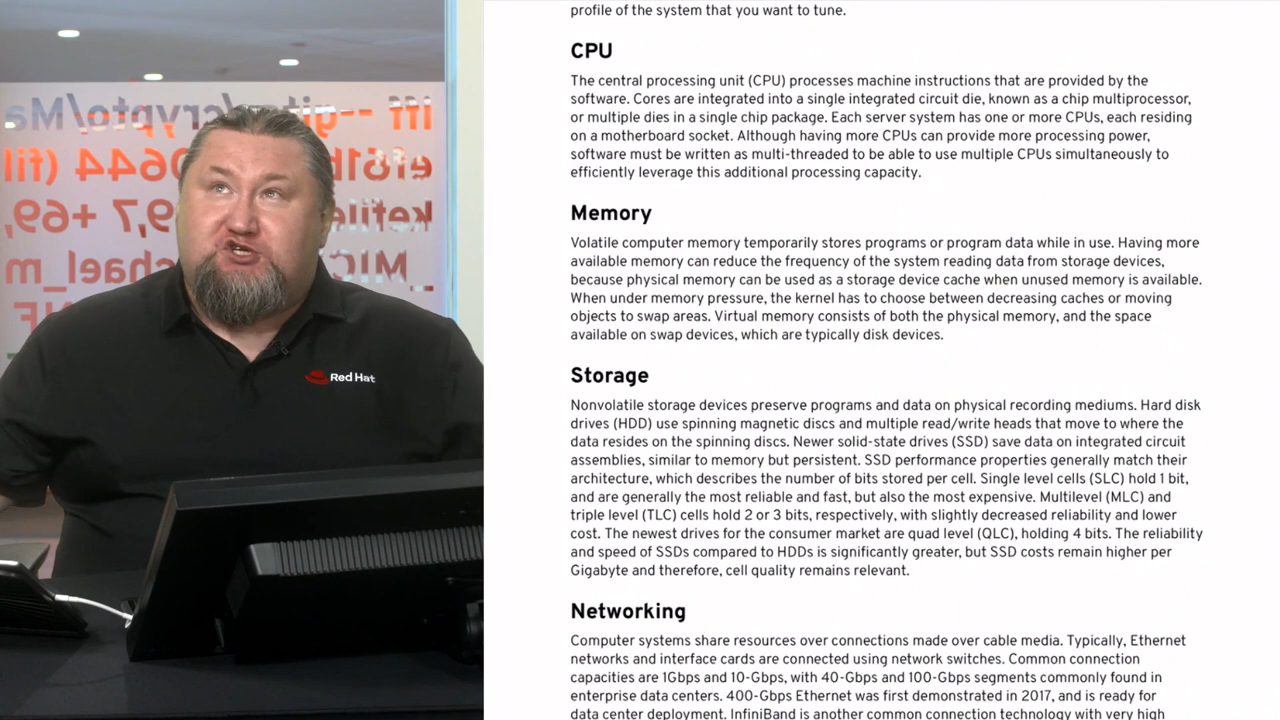 profile of the system that you want to tune.
CPU
The central processing unit (CPU) processes machine instructions that are provided by the
software. Cores are integrated into a single integrated circuit die, known as a chip multiprocessor,
or multiple dies in a single chip package. Each server system has one or more CPUs, each residing
on a motherboard socket. Although having more CPUs can provide more processing power,
software must be written as multi-threaded to be able to use multiple CPUs simultaneously to
efficiently leverage this additional processing capacity.
Memory
Volatile computer memory temporarily stores programs or program data while in use. Having more
available memory can reduce the frequency of the system reading data from storage devices,
because physical memory can be used as a storage device cache when unused memory is available.
When under memory pressure, the kernel has to choose between decreasing caches or moving
objects to swap areas. Virtual memory consists of both the physical memory, and the space
available on swap devices, which are typically disk devices.
Storage
Nonvolatile storage devices preserve programs and data on physical recording mediums. Hard disk
drives (HDD) use spinning magnetic discs and multiple read/write heads that move to where the
data resides on the spinning discs. Newer solid-state drives (SSD) save data on integrated circuit
assemblies, similar to memory but persistent. SSD performance properties generally match their
architecture, which describes the number of bits stored per cell. Single level cells (SLC) hold 1 bit,
and are generally the most reliable and fast, but also the most expensive. Multilevel (MLC) and
triple level (TLC) cells hold 2 or 3 bits, respectively, with slightly decreased reliability and lower
cost. The newest drives for the consumer market are quad level (QLC), holding 4 bits. The reliability
and speed of SSDs compared to HDDs is significantly greater, but SSD costs remain higher per
Gigabyte and therefore, cell quality remains relevant.
Networking
Computer systems share resources over connections made over cable media. Typically, Ethernet
networks and interface cards are connected using network switches. Common connection
capacities are 1Gbps and 10-Gbps, with 40-Gbps and 100-Gbps segments commonly found in
enterprise data centers. 400-Gbps Ethernet was first demonstrated in 2017, and is ready for
data center deployment. InfiniBand is another common connection technology with very high
Red Hat